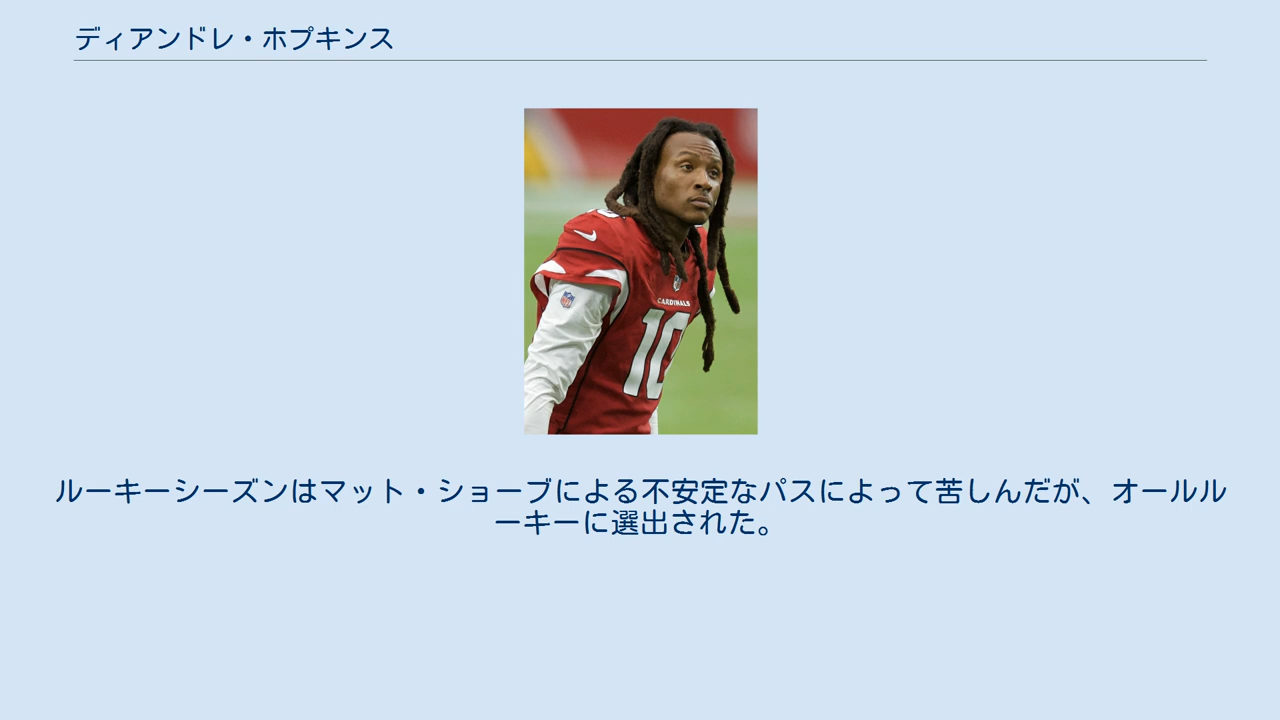 ディアンドレ・ホプキンス
CARDINALS
10
ルーキーシーズンはマット・ショーブによる不安定なパスによって苦しんだが、オールル
ーキーに選出された。